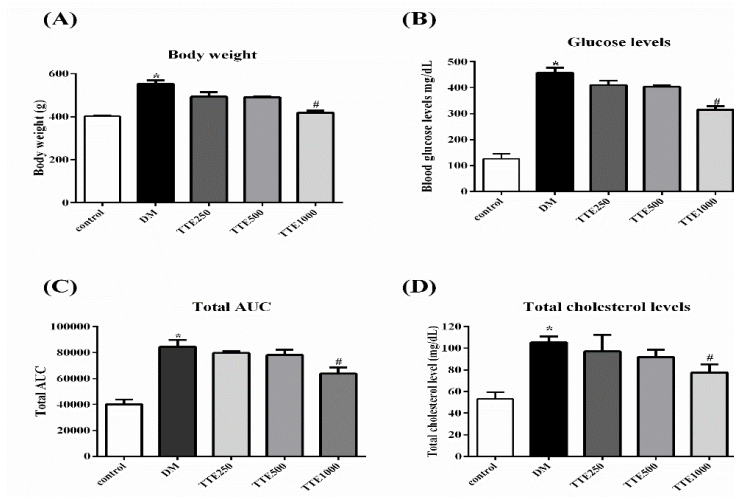 (A)
Body weight
Body weight (g)
600
400
200
0
*
#
control
DM
TTE250
TTE500
TTE1000
(B)
Glucose levels
Blood glucose levels mg/dL
500
400
300
200
100
0
*
#
control
DM
TTE250
TTE500
TTE1000
(C)
Total AUC
Total AUC
100000
80000
60000
40000
20000
0
*
#
control
DM
TTE250
TTE500
TTE1000
(D)
Total cholesterol levels
Total cholesterol level (mg/dL)
120
100
80
60
40
20
0
*
#
control
DM
TTE250
TTE500
TTE1000